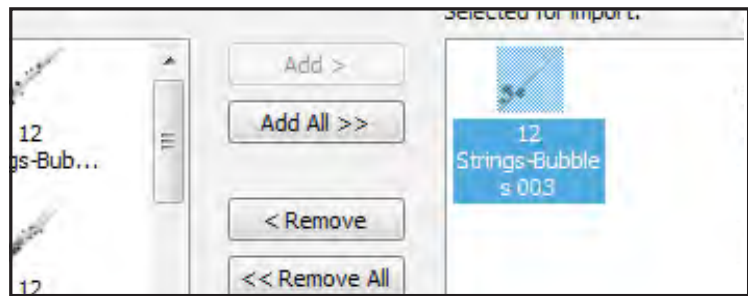 Selected for import:
12
gs-Bub...
12
Add >
Add All >>
< Remove
<< Remove All
12
Strings-Bubble
s 003